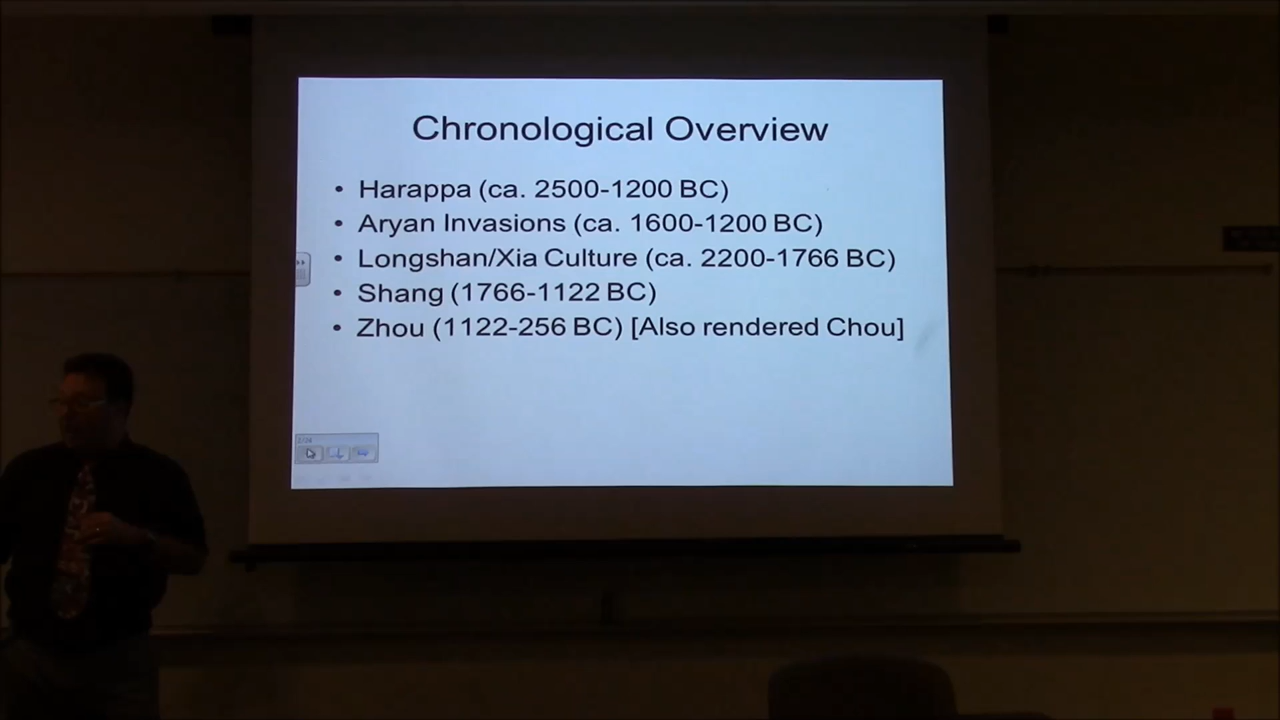 Chronological Overview
• Harappa (ca. 2500-1200 BC)
• Aryan Invasions (ca. 1600-1200 BC)
• Longshan/Xia Culture (ca. 2200-1766 BC)
• Shang (1766-1122 BC)
• Zhou (1122-256 BC) [Also rendered Chou]